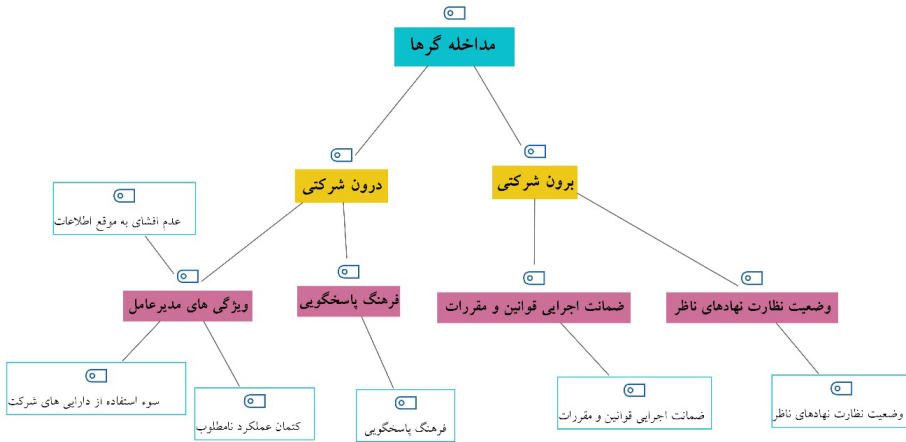 مداخله گرها
برون شرکتی
درون شرکتی
عدم افشای به موقع اطلاعات
وضعیت نظارت نهادهای ناظر
ضمانت اجرایی قوانین و مقررات
فرهنگ پاسخگویی
ویژگی های مدیرعامل
وضعیت نظارت نهادهای ناظر
ضمانت اجرایی قوانین و مقررات
فرهنگ پاسخگویی
کتمان عملکرد نامطلوب
سوء استفاده از دارایی های شرکت